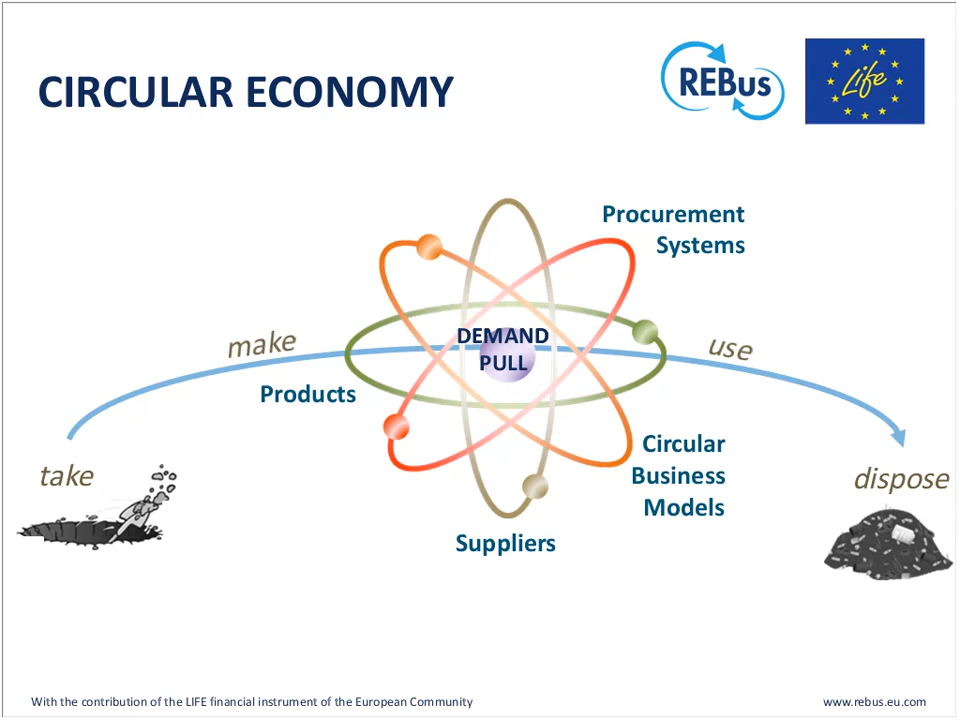 CIRCULAR ECONOMY
REBus
Life
Procurement
Systems
make
DEMAND
PULL
use
Products
take
Circular
Business
Models
dispose
Suppliers
With the contribution of the LIFE financial instrument of the European Community
www.rebus.eu.com